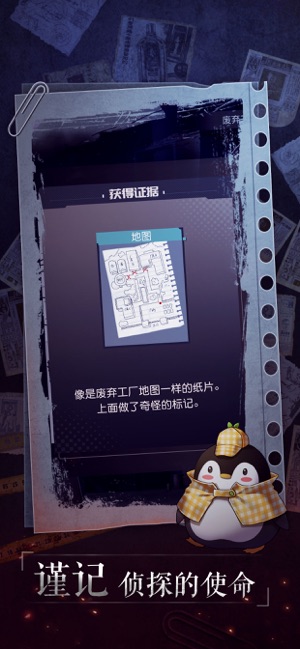 废弃
获得证据
地图
像是废弃工厂地图一样的纸片。
上面做了奇怪的标记。
谨记 侦探的使命